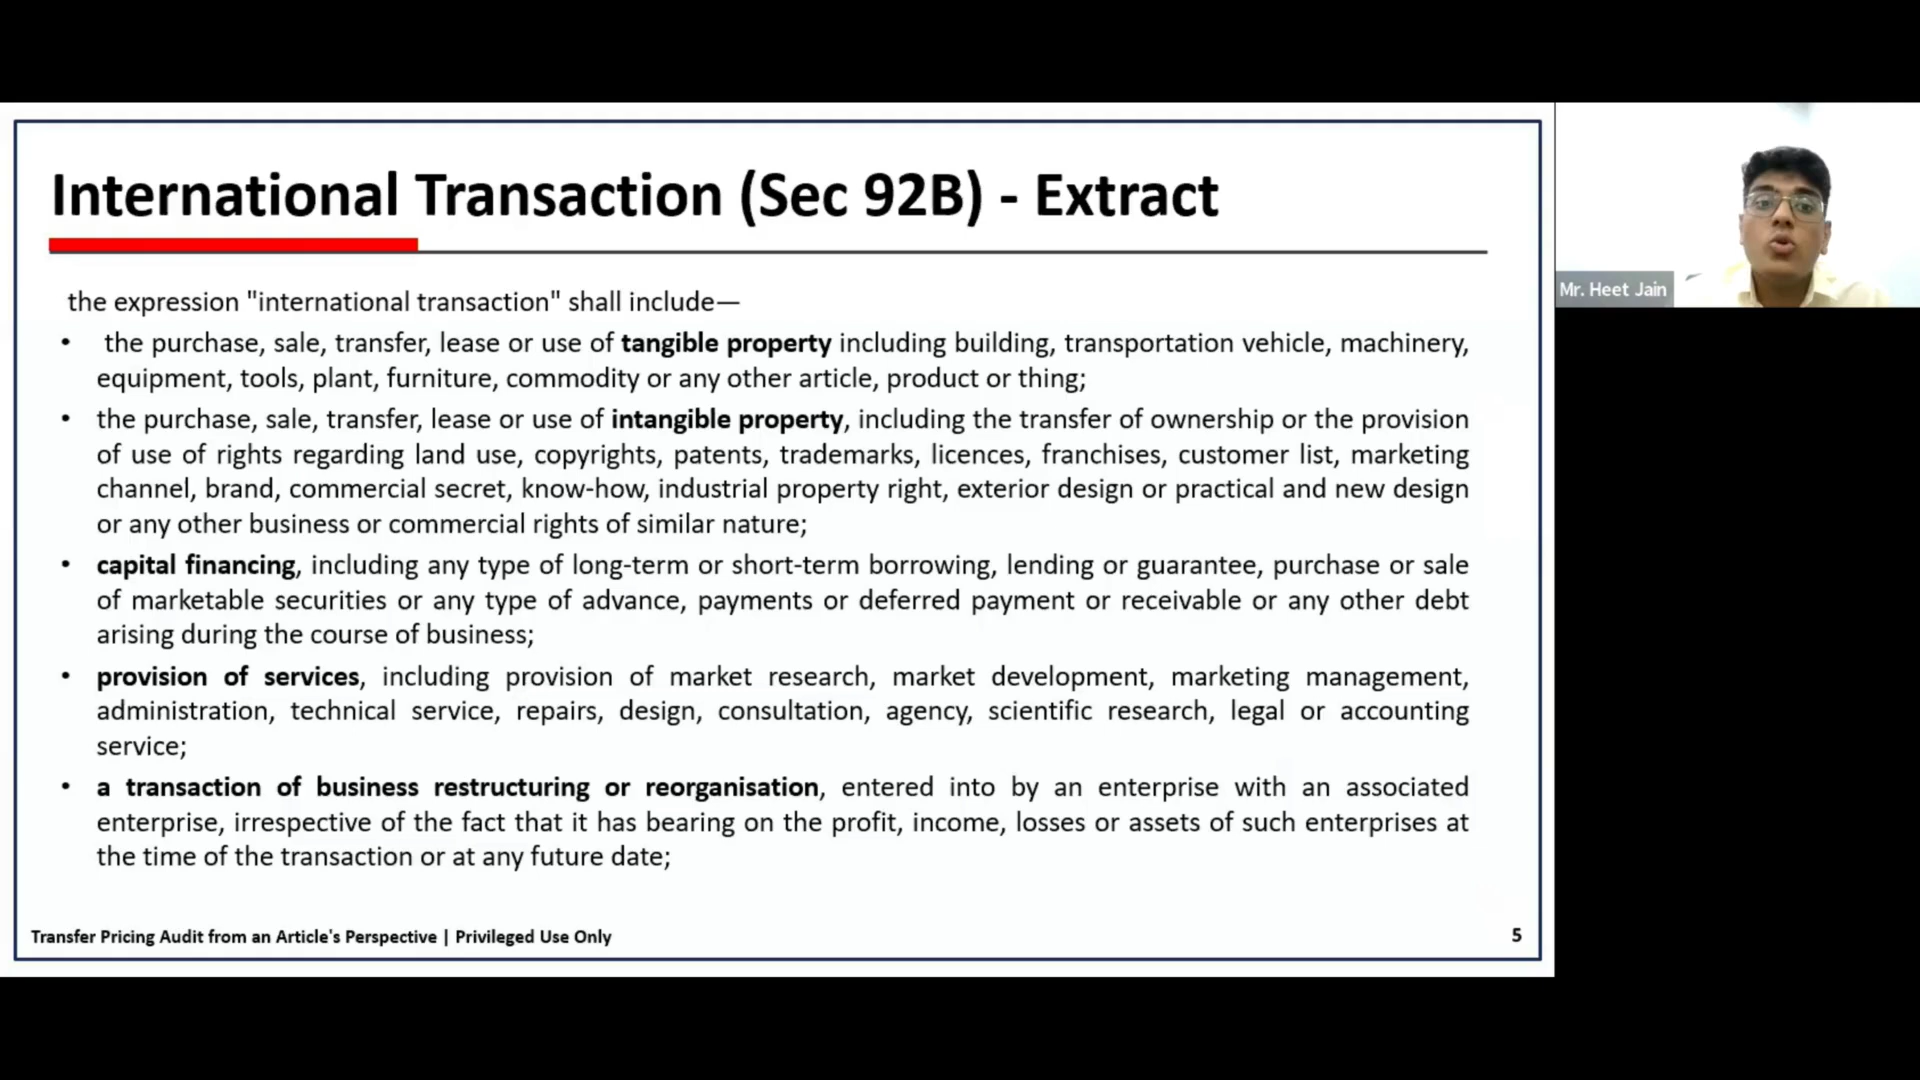 International Transaction (Sec 92B) - Extract
the expression "international transaction" shall include—
• the purchase, sale, transfer, lease or use of tangible property including building, transportation vehicle, machinery,
equipment, tools, plant, furniture, commodity or any other article, product or thing;
• the purchase, sale, transfer, lease or use of intangible property, including the transfer of ownership or the provision
of use of rights regarding land use, copyrights, patents, trademarks, licences, franchises, customer list, marketing
channel, brand, commercial secret, know-how, industrial property right, exterior design or practical and new design
or any other business or commercial rights of similar nature;
• capital financing, including any type of long-term or short-term borrowing, lending or guarantee, purchase or sale
of marketable securities or any type of advance, payments or deferred payment or receivable or any other debt
arising during the course of business;
• provision of services, including provision of market research, market development, marketing management,
administration, technical service, repairs, design, consultation, agency, scientific research, legal or accounting
service;
• a transaction of business restructuring or reorganisation, entered into by an enterprise with an associated
enterprise, irrespective of the fact that it has bearing on the profit, income, losses or assets of such enterprises at
the time of the transaction or at any future date;
Transfer Pricing Audit from an Article's Perspective | Privileged Use Only
5
Mr. Heet Jain